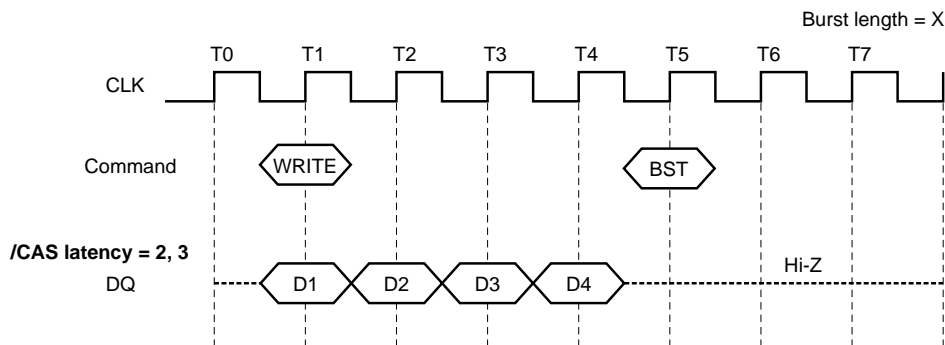 Burst length = X
T0 T1 T2 T3 T4 T5 T6 T7
CLK
Command WRITE BST
/CAS latency = 2, 3
DQ D1 D2 D3 D4 Hi-Z